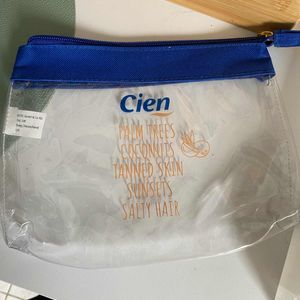 Cien
PALM TREES
COCONUTS
TANNED SKIN
SUNSETS
SALTY HAIR